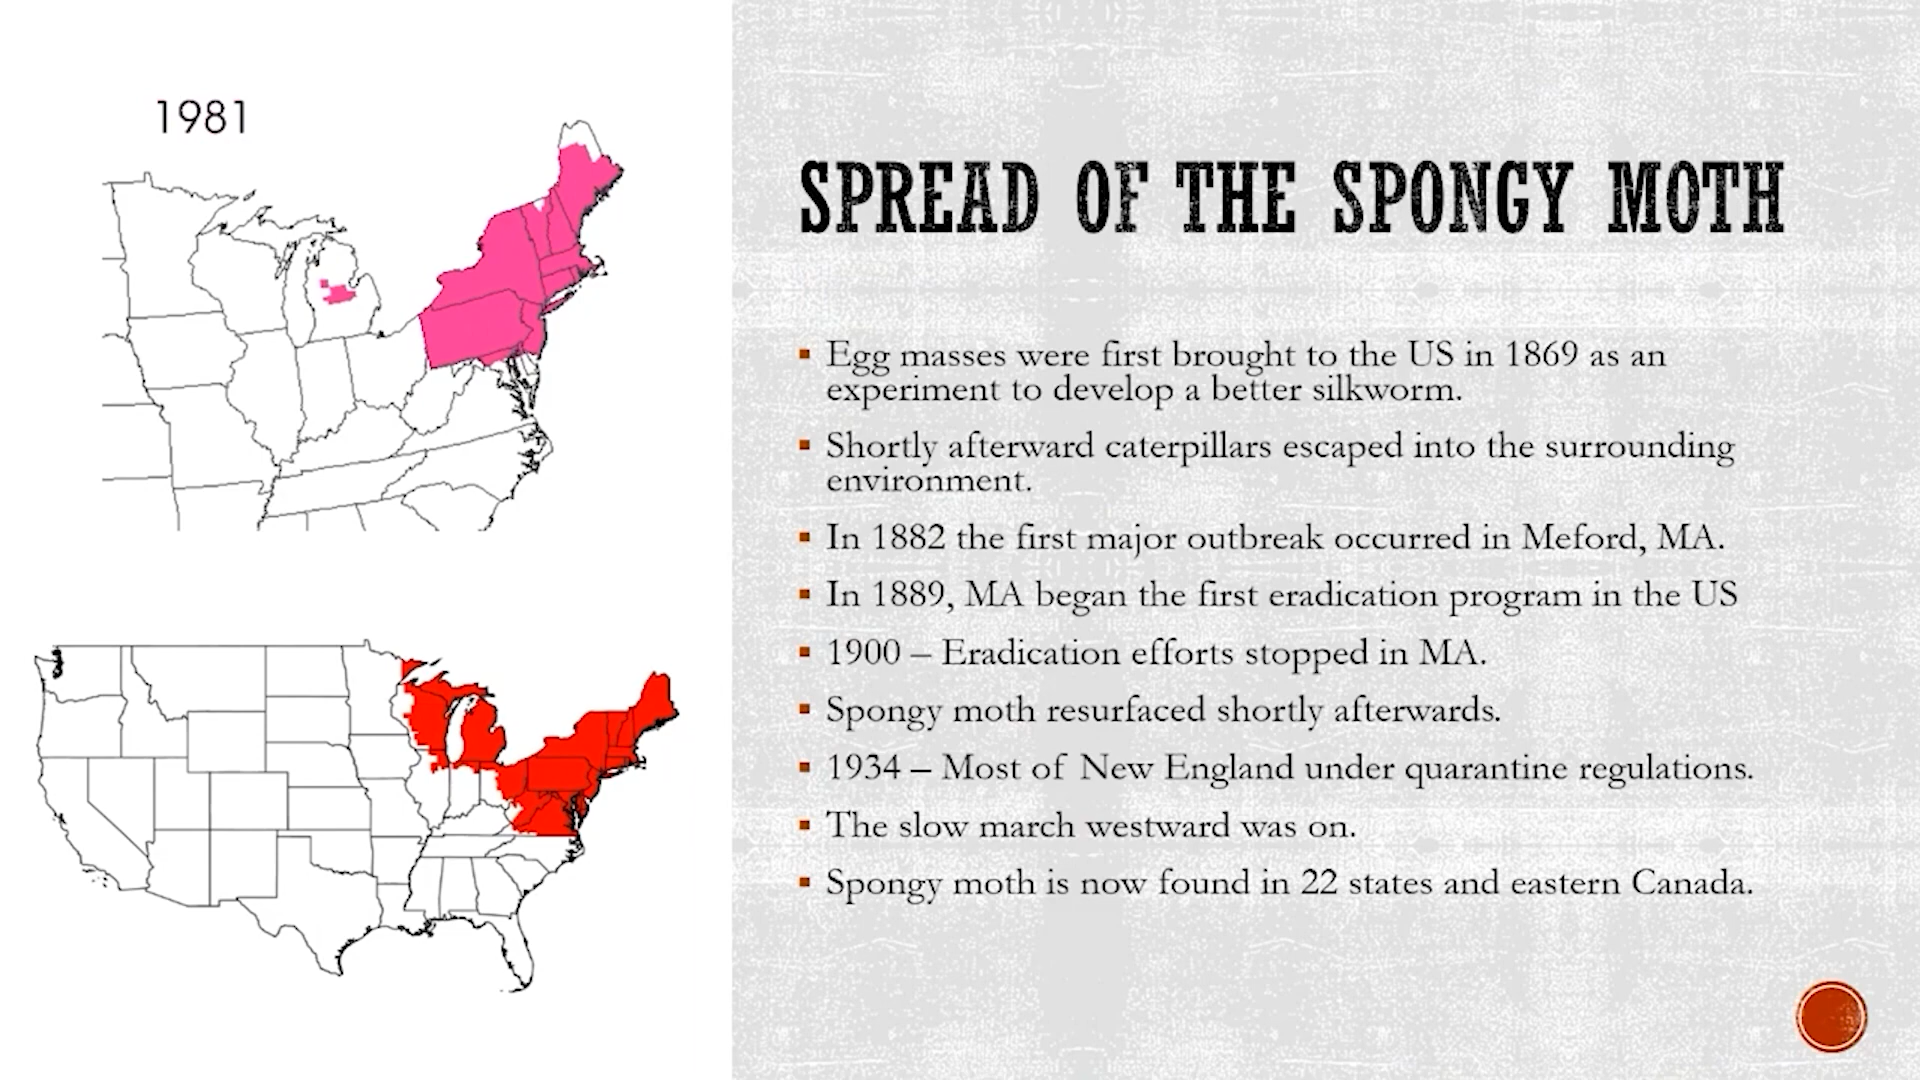 1981
SPREAD OF THE SPONGY MOTH
▪ Egg masses were first brought to the US in 1869 as an
experiment to develop a better silkworm.
▪ Shortly afterward caterpillars escaped into the surrounding
environment.
▪ In 1882 the first major outbreak occurred in Meford, MA.
▪ In 1889, MA began the first eradication program in the US
▪ 1900 – Eradication efforts stopped in MA.
▪ Spongy moth resurfaced shortly afterwards.
▪ 1934 – Most of New England under quarantine regulations.
▪ The slow march westward was on.
▪ Spongy moth is now found in 22 states and eastern Canada.